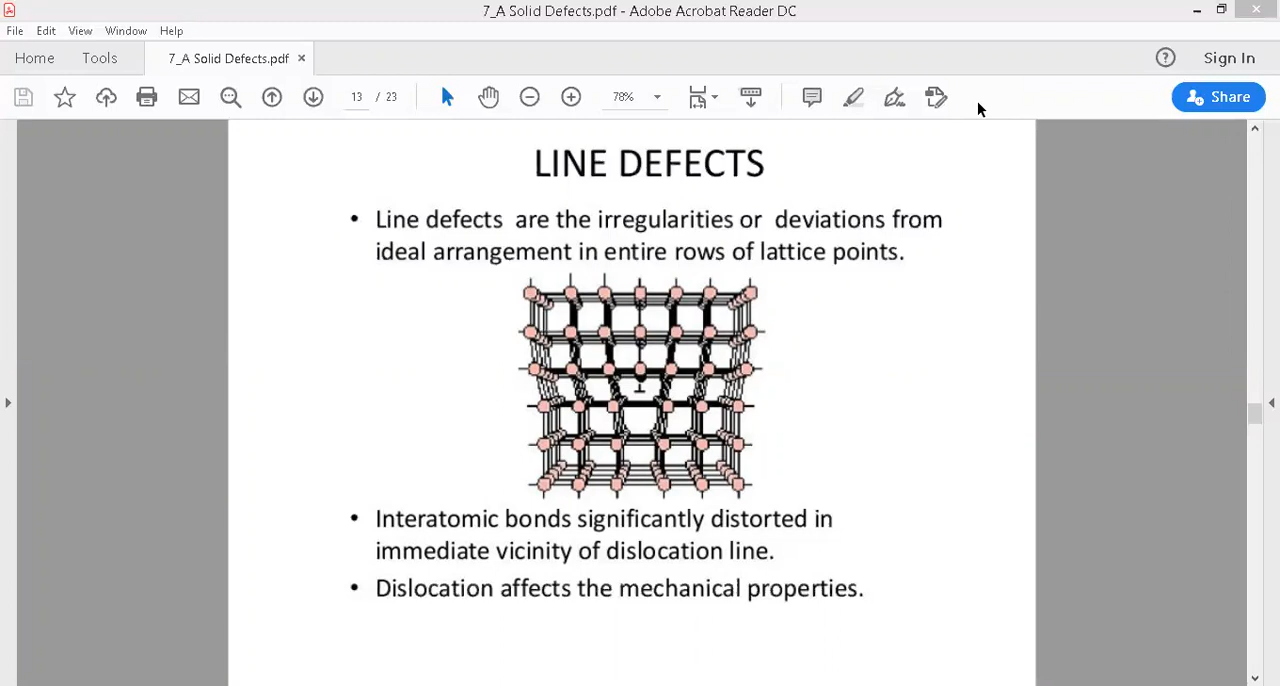 7_A Solid Defects.pdf - Adobe Acrobat Reader DC
File Edit View Window Help
Home Tools 7_A Solid Defects.pdf × Sign In
13 / 23 78% Share
LINE DEFECTS
• Line defects are the irregularities or deviations from
ideal arrangement in entire rows of lattice points.
• Interatomic bonds significantly distorted in
immediate vicinity of dislocation line.
• Dislocation affects the mechanical properties.